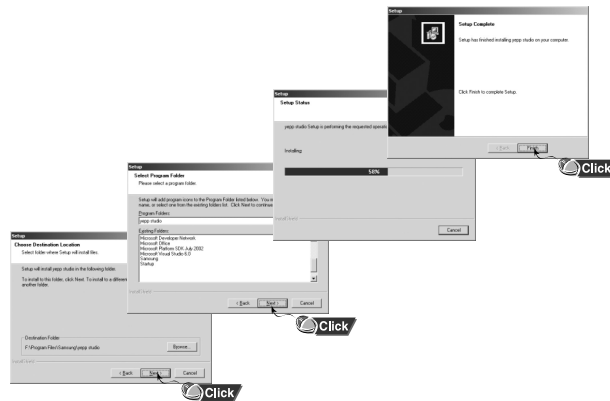 Setup
Setup Complete
Setup has finished installing yepp studio on your computer.
Click Finish to complete Setup.
< Back
Finish
Click
Setup
Setup Status
yepp studio Setup is performing the requested
Installing
58%
Cancel
Setup
Select Program Folder
Please select a program folder.
Setup will add program icons to the Program Folder listed below. You
name, or select one from the existing folders list. Click Next to continue
Program Folders:
yepp studio
Existing Folders:
Microsoft Developer Network
Microsoft Office
Microsoft Platform SDK July 2002
Microsoft Visual Studio 6.0
Samsung
Startup
< Back
Next >
Cancel
Click
Setup
Choose Destination Location
Select folder where Setup will install files.
Setup will install yepp studio in the following folder.
To install to this folder, click Next. To install to a different
another folder.
Destination Folder
F:\Program Files\Samsung\yepp studio
Browse...
< Back
Next >
Cancel
Click